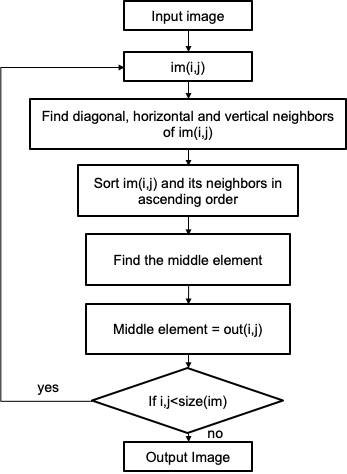 Input image
im(i,j)
Find diagonal, horizontal and vertical neighbors
of im(i,j)
Sort im(i,j) and its neighbors in
ascending order
Find the middle element
Middle element = out(i,j)
yes
If i,j<size(im)
no
Output Image